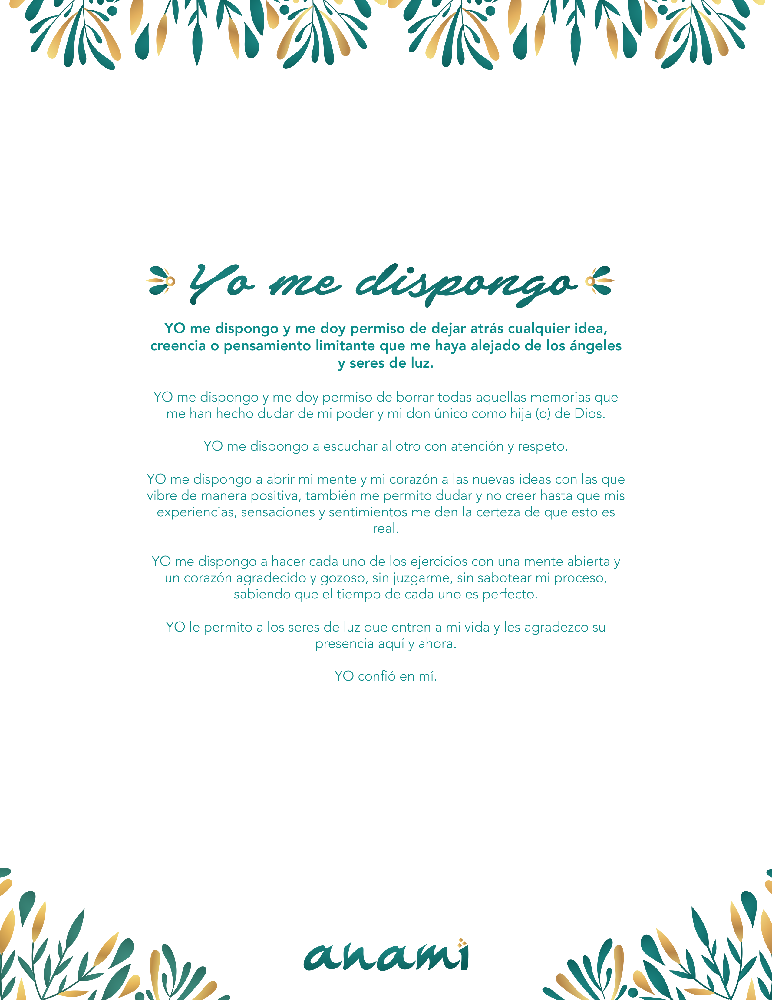 Yo me dispongo
YO me dispongo y me doy permiso de dejar atrás cualquier idea,
creencia o pensamiento limitante que me haya alejado de los ángeles
y seres de luz.
YO me dispongo y me doy permiso de borrar todas aquellas memorias que
me han hecho dudar de mi poder y mi don único como hija (o) de Dios.
YO me dispongo a escuchar al otro con atención y respeto.
YO me dispongo a abrir mi mente y mi corazón a las nuevas ideas con las que
vibre de manera positiva, también me permito dudar y no creer hasta que mis
experiencias, sensaciones y sentimientos me den la certeza de que esto es
real.
YO me dispongo a hacer cada uno de los ejercicios con una mente abierta y
un corazón agradecido y gozoso, sin juzgarme, sin sabotear mi proceso,
sabiendo que el tiempo de cada uno es perfecto.
YO le permito a los seres de luz que entren a mi vida y les agradezco su
presencia aquí y ahora.
YO confió en mí.
anami